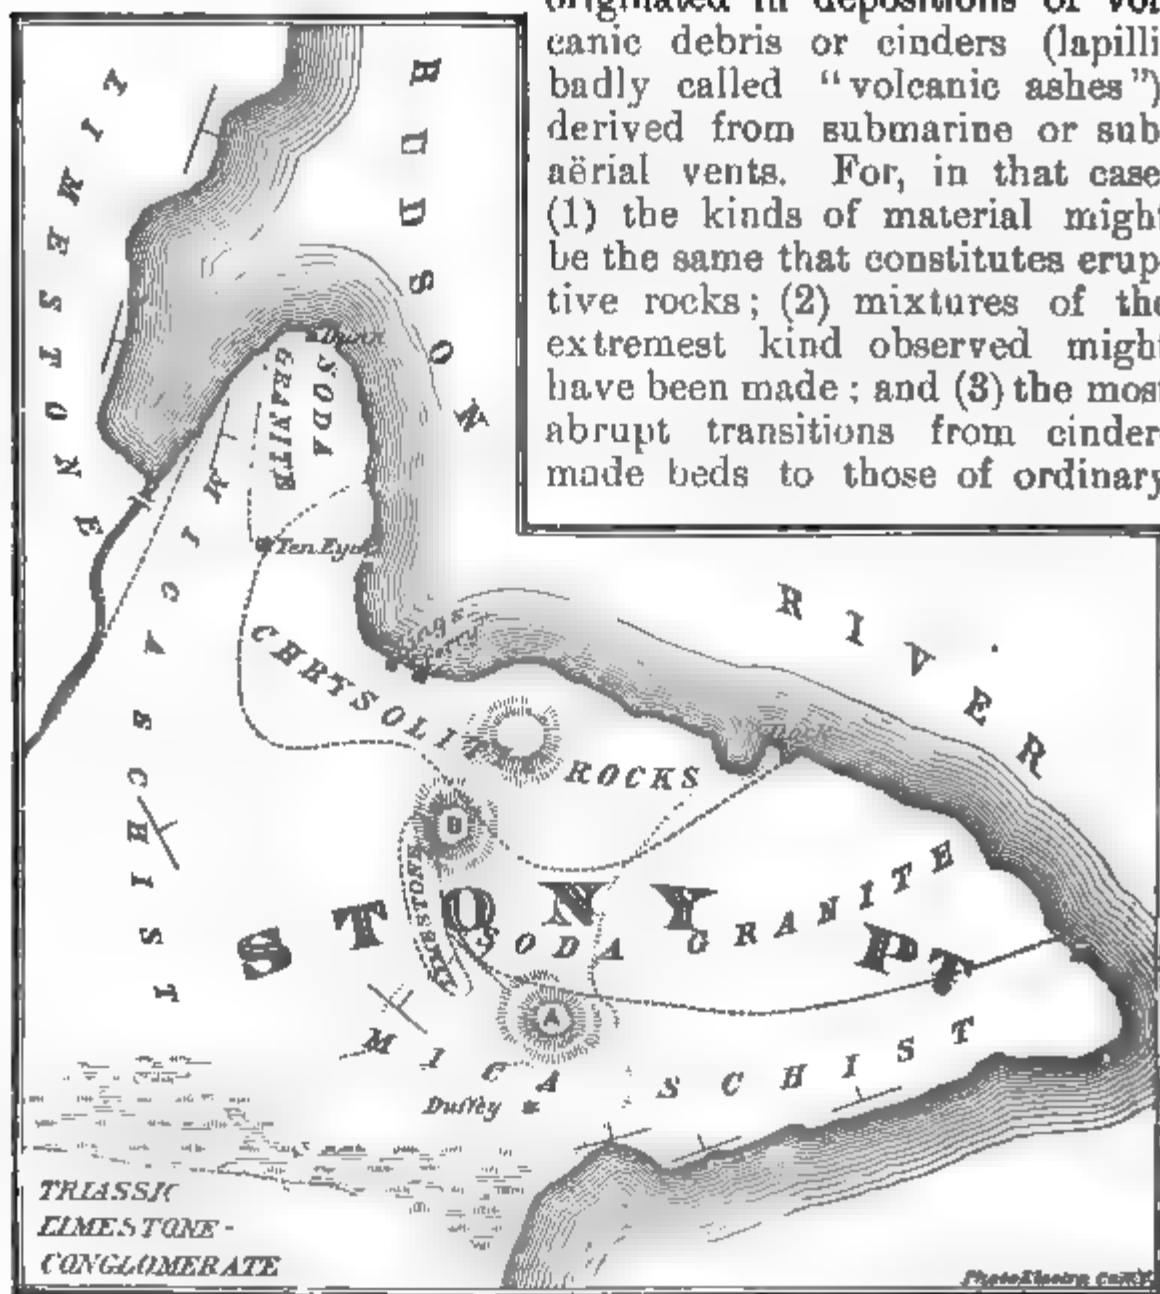 originated in depositions of vol
canic debris or cinders (lapilli
badly called “volcanic ashes”)
derived from submarine or sub
aërial vents. For, in that case
(1) the kinds of material might
be the same that constitutes erup
tive rocks; (2) mixtures of the
extremest kind observed might
have been made; and (3) the most
abrupt transitions from cinder
made beds to those of ordinary
LIMESTONE
HUDSON
RIVER
SODA
GRANITE
MICA SCHIST
CHRYSOLIT
ROCKS
B
LIMESTONE
STONY PT
SODA GRANITE
A
MICA SCHIST
Duffey
Dock
TRIASSIC
LIMESTONE-
CONGLOMERATE